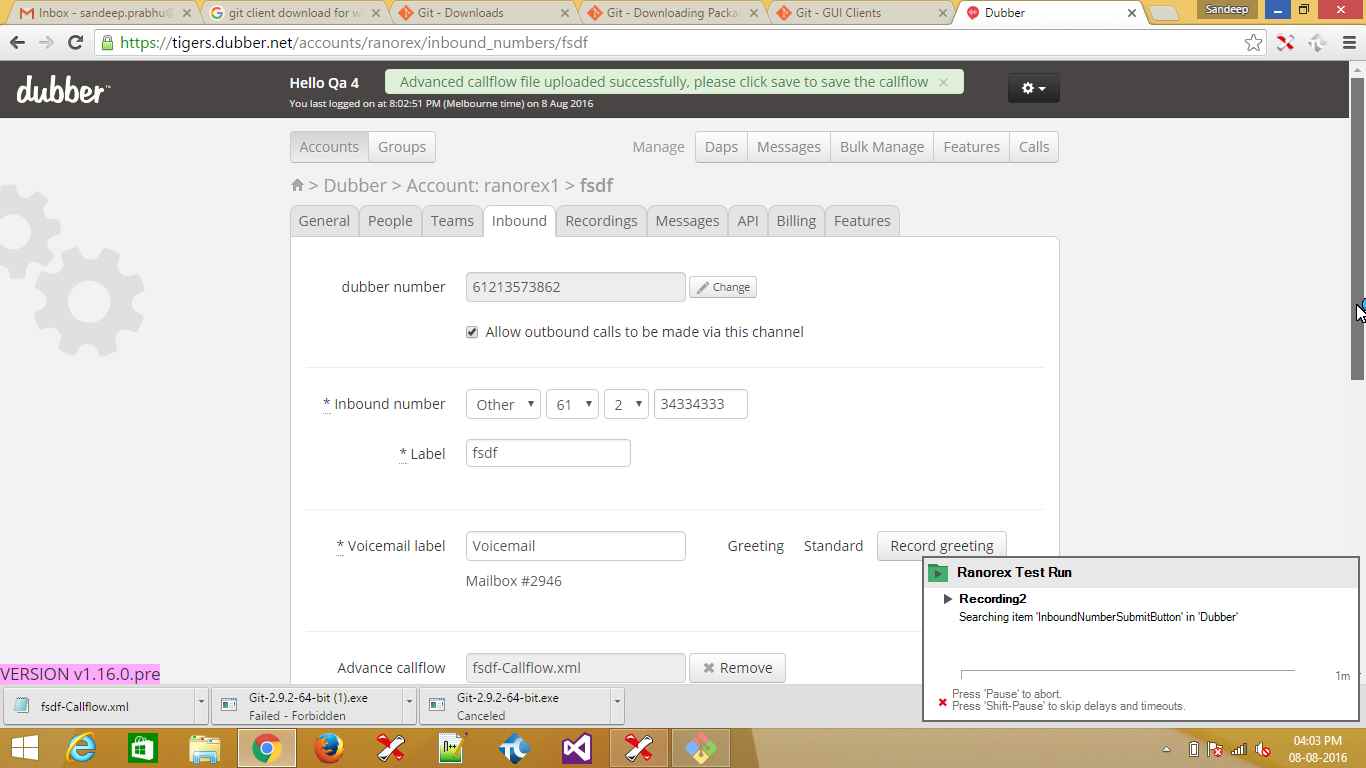 Inbox - sandeep.prabhu@
git client download for w
Git - Downloads
Git - Downloading Packa
Git - GUI Clients
Dubber
Sandeep
https://tigers.dubber.net/accounts/ranorex/inbound_numbers/fsdf
dubber™
Hello Qa 4
Advanced callflow file uploaded successfully, please click save to save the callflow ×
You last logged on at 8:02:51 PM (Melbourne time) on 8 Aug 2016
Accounts Groups Manage Daps Messages Bulk Manage Features Calls
> Dubber > Account: ranorex1 > fsdf
General People Teams Inbound Recordings Messages API Billing Features
dubber number 61213573862 Change
Allow outbound calls to be made via this channel
* Inbound number Other 61 2 34334333
* Label fsdf
* Voicemail label Voicemail Greeting Standard Record greeting
Mailbox #2946
Advance callflow fsdf-Callflow.xml Remove
Ranorex Test Run
Recording2
Searching item 'InboundNumberSubmitButton' in 'Dubber'
1m
Press 'Pause' to abort.
Press 'Shift-Pause' to skip delays and timeouts.
VERSION v1.16.0.pre
fsdf-Callflow.xml
Git-2.9.2-64-bit (1).exe
Failed - Forbidden
Git-2.9.2-64-bit.exe
Canceled
04:03 PM
08-08-2016